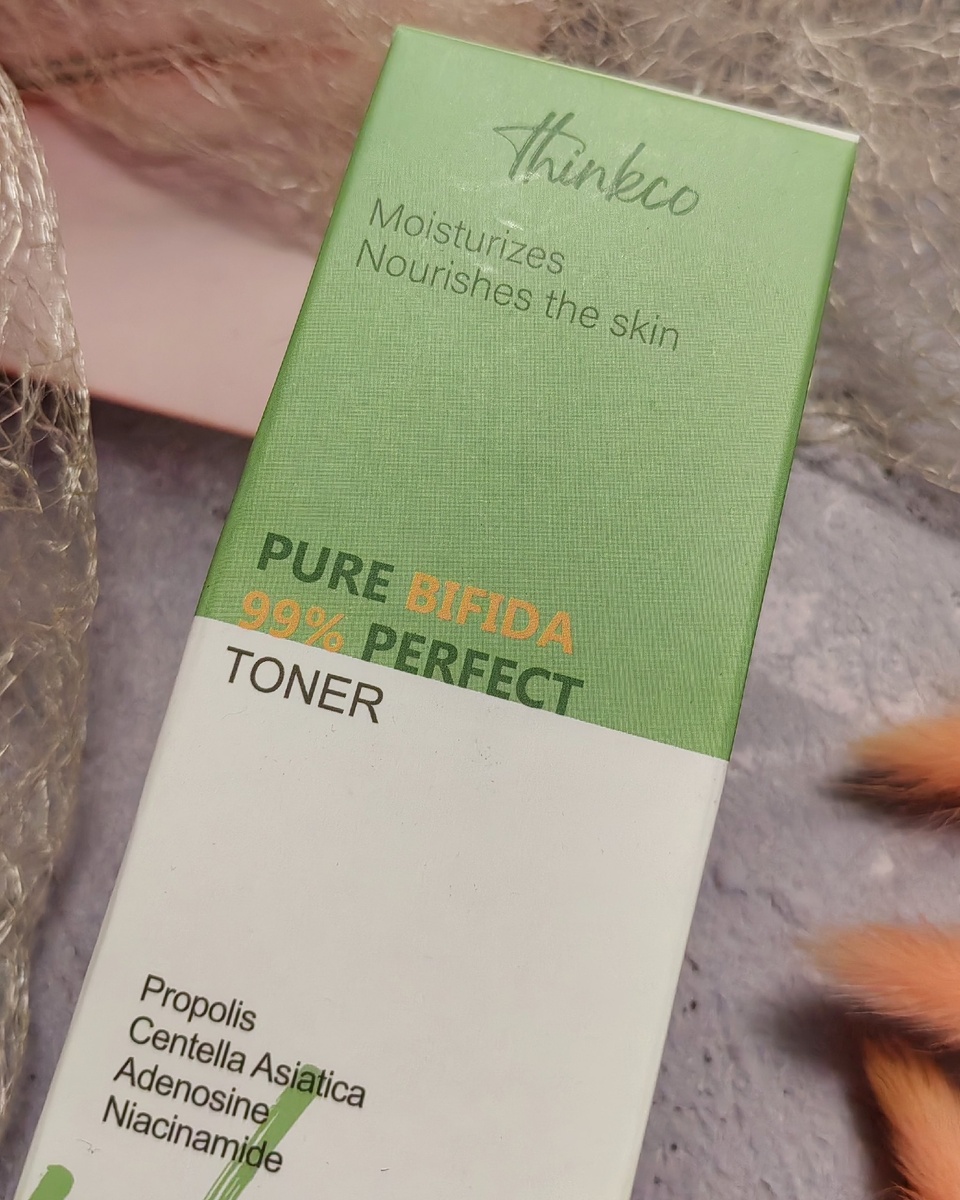 Thinkco
Moisturizes
Nourishes the skin
PURE BIFIDA
99% PERFECT
TONER
Propolis
Centella Asiatica
Adenosine
Niacinamide